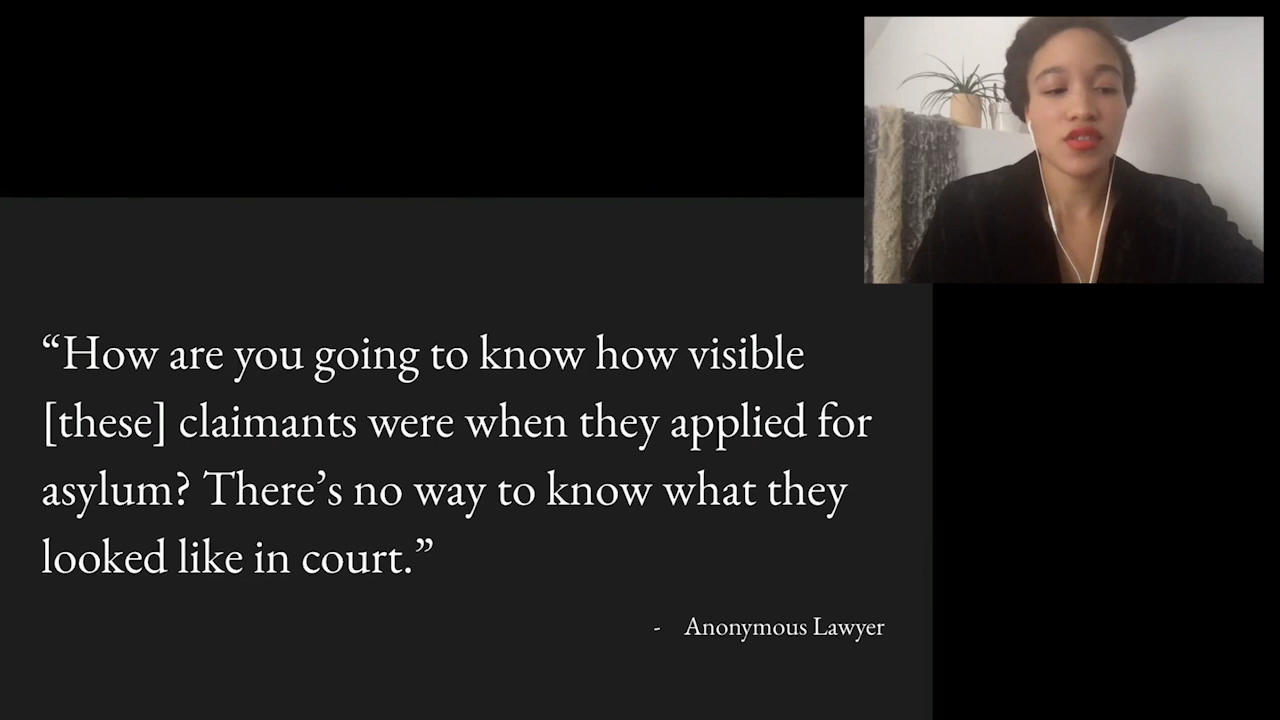 “How are you going to know how visible
[these] claimants were when they applied for
asylum? There’s no way to know what they
looked like in court.”
- Anonymous Lawyer